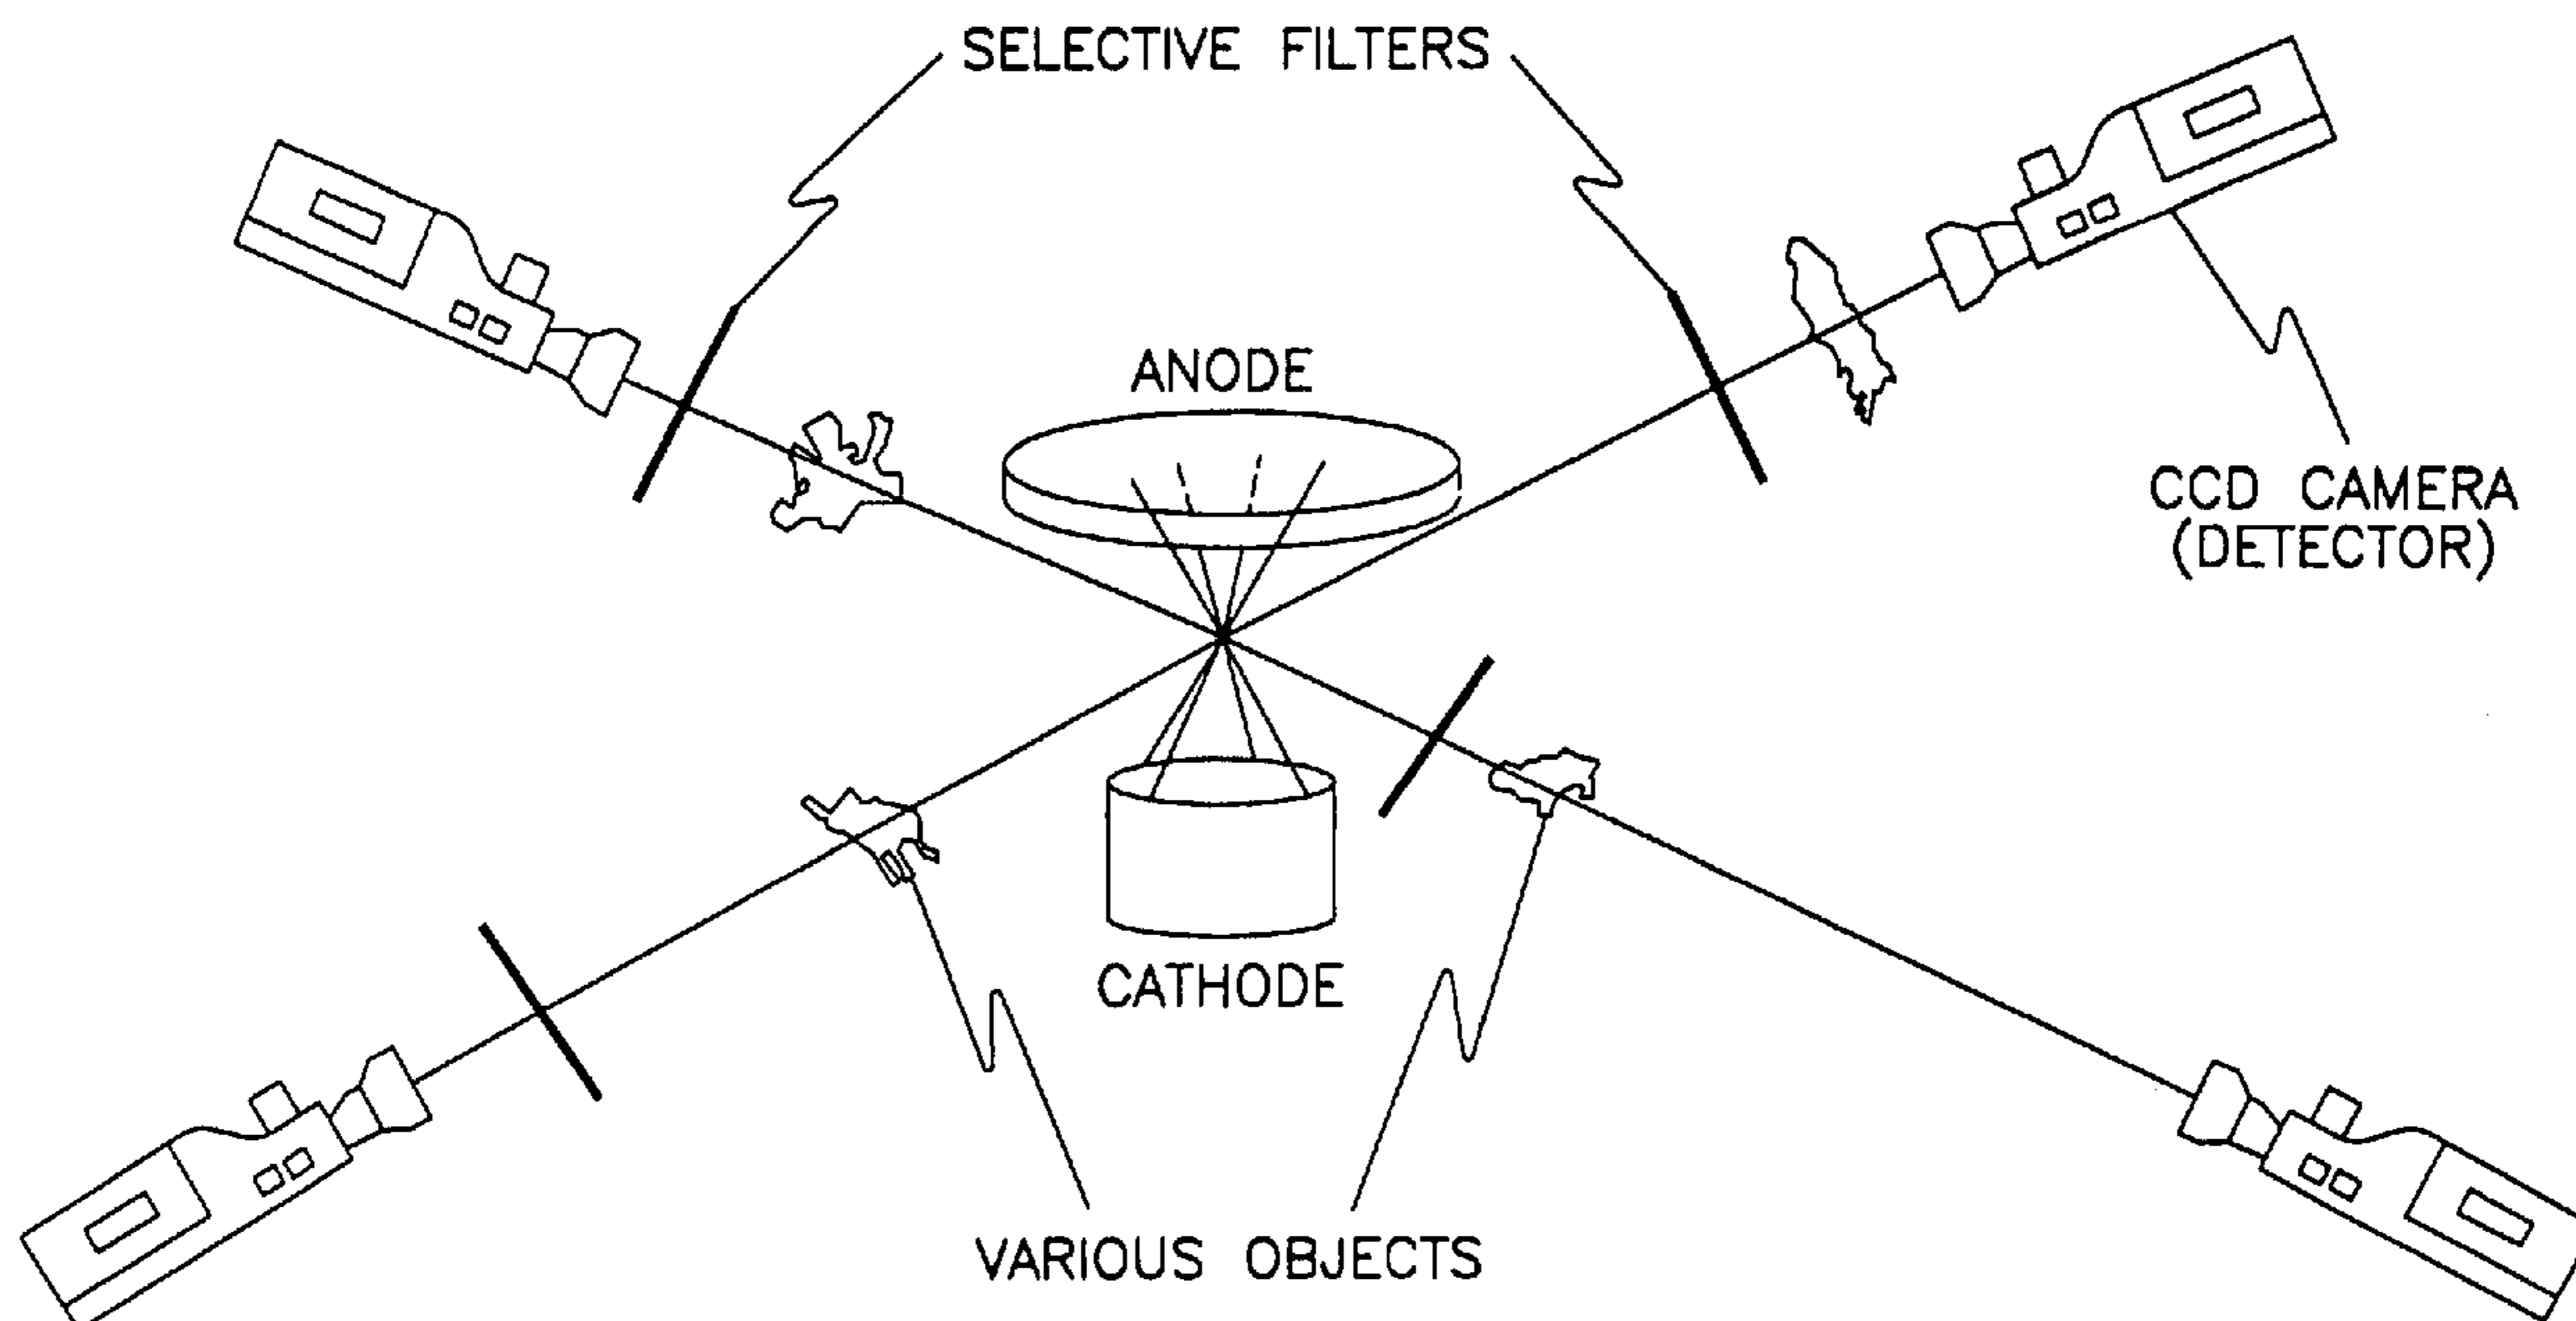 SELECTIVE FILTERS
ANODE
CCD CAMERA
(DETECTOR)
CATHODE
VARIOUS OBJECTS